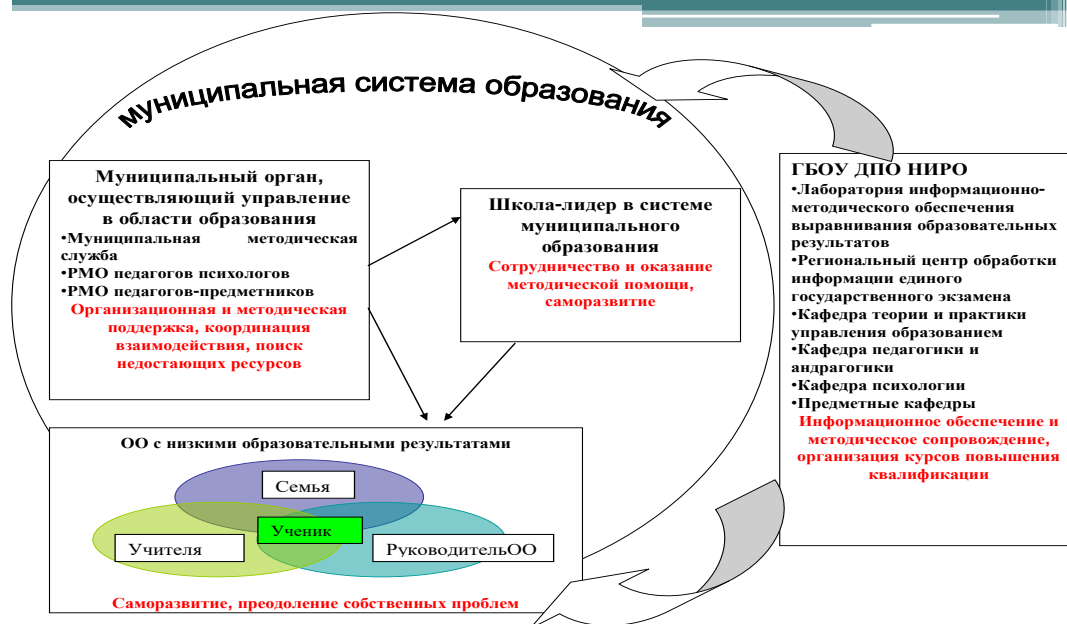 муниципальная система образования
Муниципальный орган,
осуществляющий управление
в области образования
•Муниципальная методическая
служба
•РМО педагогов психологов
•РМО педагогов-предметников
Организационная и методическая
поддержка, координация
взаимодействия, поиск
недостающих ресурсов
Школа-лидер в системе
муниципального
образования
Сотрудничество и оказание
методической помощи,
саморазвитие
ГБОУ ДПО НИРО
•Лаборатория информационно-
методического обеспечения
выравнивания образовательных
результатов
•Региональный центр обработки
информации единого
государственного экзамена
•Кафедра теории и практики
управления образованием
•Кафедра педагогики и
андрагогики
•Кафедра психологии
•Предметные кафедры
Информационное обеспечение и
методическое сопровождение,
организация курсов повышения
квалификации
ОО с низкими образовательными результатами
Семья
Ученик
Учителя
РуководительОО
Саморазвитие, преодоление собственных проблем